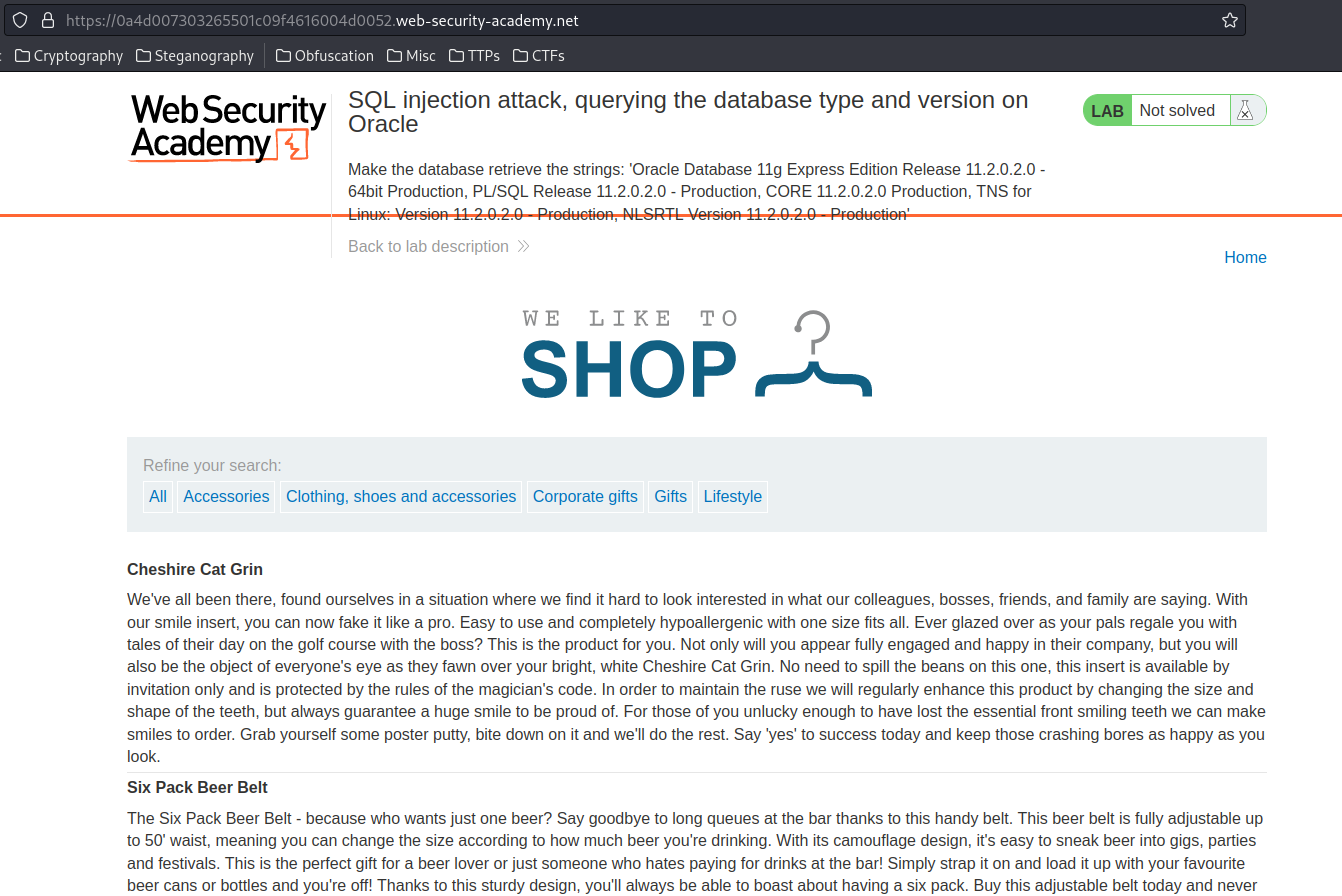 https://0a4d007303265501c09f4616004d0052.web-security-academy.net
Cryptography Steganography Obfuscation Misc TTPs CTFs
Web Security
Academy
SQL injection attack, querying the database type and version on
Oracle
LAB Not solved
Make the database retrieve the strings: 'Oracle Database 11g Express Edition Release 11.2.0.2.0 -
64bit Production, PL/SQL Release 11.2.0.2.0 - Production, CORE 11.2.0.2.0 Production, TNS for
Linux: Version 11.2.0.2.0 - Production, NLSRTL Version 11.2.0.2.0 - Production'
Back to lab description
Home
WE LIKE TO
SHOP
Refine your search:
All Accessories Clothing, shoes and accessories Corporate gifts Gifts Lifestyle
Cheshire Cat Grin
We've all been there, found ourselves in a situation where we find it hard to look interested in what our colleagues, bosses, friends, and family are saying. With
our smile insert, you can now fake it like a pro. Easy to use and completely hypoallergenic with one size fits all. Ever glazed over as your pals regale you with
tales of their day on the golf course with the boss? This is the product for you. Not only will you appear fully engaged and happy in their company, but you will
also be the object of everyone's eye as they fawn over your bright, white Cheshire Cat Grin. No need to spill the beans on this one, this insert is available by
invitation only and is protected by the rules of the magician's code. In order to maintain the ruse we will regularly enhance this product by changing the size and
shape of the teeth, but always guarantee a huge smile to be proud of. For those of you unlucky enough to have lost the essential front smiling teeth we can make
smiles to order. Grab yourself some poster putty, bite down on it and we'll do the rest. Say 'yes' to success today and keep those crashing bores as happy as you
look.
Six Pack Beer Belt
The Six Pack Beer Belt - because who wants just one beer? Say goodbye to long queues at the bar thanks to this handy belt. This beer belt is fully adjustable up
to 50' waist, meaning you can change the size according to how much beer you're drinking. With its camouflage design, it's easy to sneak beer into gigs, parties
and festivals. This is the perfect gift for a beer lover or just someone who hates paying for drinks at the bar! Simply strap it on and load it up with your favourite
beer cans or bottles and you're off! Thanks to this sturdy design, you'll always be able to boast about having a six pack. Buy this adjustable belt today and never